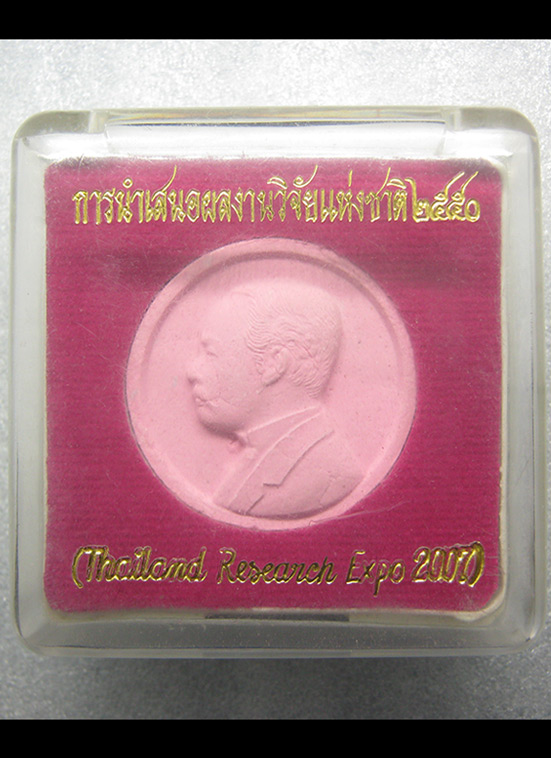 การนำเสนอผลงานวิจัยแห่งชาติ ๒๕๕๐
(Thailand Research Expo 2007)